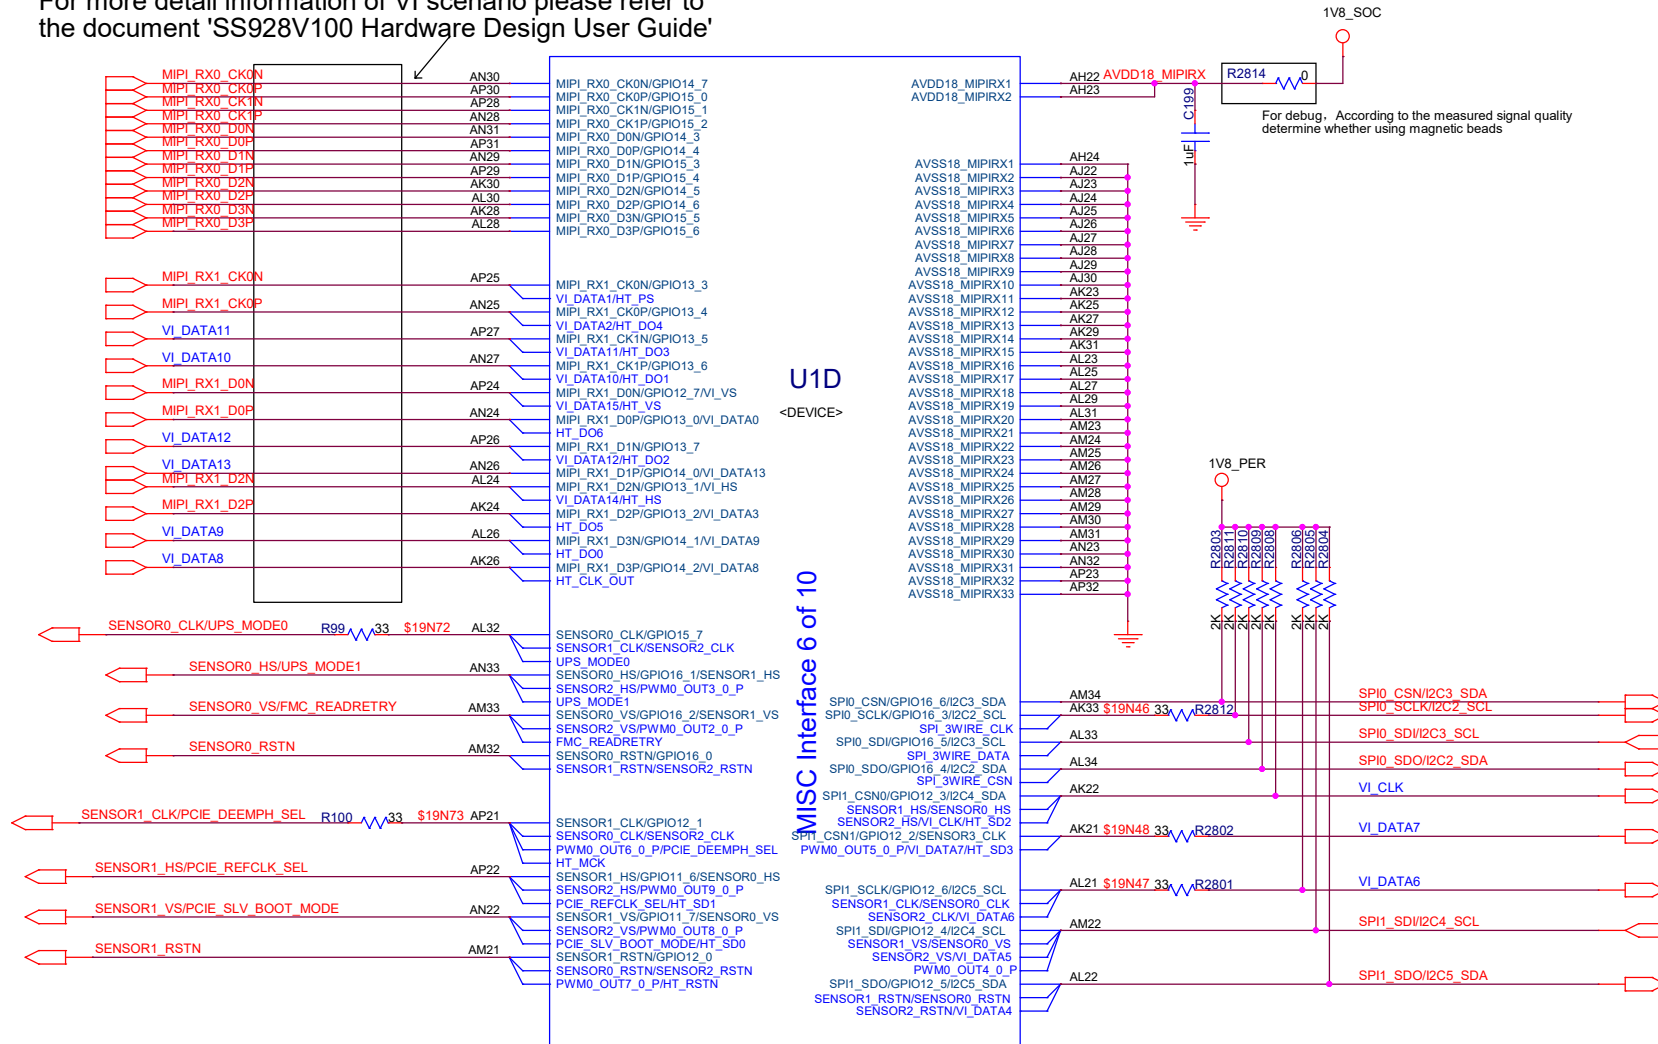 For more detail information of VI scenario please refer to
the document 'SS928V100 Hardware Design User Guide'
1V8_SOC
MIPI_RX0_CK0N AN30 MIPI_RX0_CK0N/GPIO14_7
MIPI_RX0_CK0P AP30 MIPI_RX0_CK0P/GPIO15_0
MIPI_RX0_CK1N AP28 MIPI_RX0_CK1N/GPIO15_1
MIPI_RX0_CK1P AN28 MIPI_RX0_CK1P/GPIO15_2
MIPI_RX0_D0N AN31 MIPI_RX0_D0N/GPIO14_3
MIPI_RX0_D0P AP31 MIPI_RX0_D0P/GPIO14_4
MIPI_RX0_D1N AN29 MIPI_RX0_D1N/GPIO15_3
MIPI_RX0_D1P AP29 MIPI_RX0_D1P/GPIO15_4
MIPI_RX0_D2N AK30 MIPI_RX0_D2N/GPIO14_5
MIPI_RX0_D2P AL30 MIPI_RX0_D2P/GPIO14_6
MIPI_RX0_D3N AK28 MIPI_RX0_D3N/GPIO15_5
MIPI_RX0_D3P AL28 MIPI_RX0_D3P/GPIO15_6
MIPI_RX1_CK0N AP25 MIPI_RX1_CK0N/GPIO13_3
VI_DATA1/HT_PS
MIPI_RX1_CK0P AN25 MIPI_RX1_CK0P/GPIO13_4
VI_DATA2/HT_DO4
VI_DATA11 AP27 MIPI_RX1_CK1N/GPIO13_5
VI_DATA11/HT_DO3
VI_DATA10 AN27 MIPI_RX1_CK1P/GPIO13_6
VI_DATA10/HT_DO1
MIPI_RX1_D0N AP24 MIPI_RX1_D0N/GPIO12_7/VI_VS
VI_DATA15/HT_VS
MIPI_RX1_D0P AN24 MIPI_RX1_D0P/GPIO13_0/VI_DATA0
HT_DO6
VI_DATA12 AP26 MIPI_RX1_D1N/GPIO13_7
VI_DATA12/HT_DO2
VI_DATA13 AN26 MIPI_RX1_D1P/GPIO14_0/VI_DATA13
MIPI_RX1_D2N AL24 MIPI_RX1_D2N/GPIO13_1/VI_HS
VI_DATA14/HT_HS
MIPI_RX1_D2P AK24 MIPI_RX1_D2P/GPIO13_2/VI_DATA3
HT_DO5
VI_DATA9 AL26 MIPI_RX1_D3N/GPIO14_1/VI_DATA9
HT_DO0
VI_DATA8 AK26 MIPI_RX1_D3P/GPIO14_2/VI_DATA8
HT_CLK_OUT
SENSOR0_CLK/UPS_MODE0 R99 33 $19N72 AL32 SENSOR0_CLK/GPIO15_7
SENSOR1_CLK/SENSOR2_CLK
UPS_MODE0
SENSOR0_HS/UPS_MODE1 AN33 SENSOR0_HS/GPIO16_1/SENSOR1_HS
SENSOR2_HS/PWM0_OUT3_0_P
UPS_MODE1
SENSOR0_VS/FMC_READRETRY AM33 SENSOR0_VS/GPIO16_2/SENSOR1_VS
SENSOR2_VS/PWM0_OUT2_0_P
FMC_READRETRY
SENSOR0_RSTN AM32 SENSOR0_RSTN/GPIO16_0
SENSOR1_RSTN/SENSOR2_RSTN
SENSOR1_CLK/PCIE_DEEMPH_SEL R100 33 $19N73 AP21 SENSOR1_CLK/GPIO12_1
SENSOR0_CLK/SENSOR2_CLK
PWM0_OUT6_0_P/PCIE_DEEMPH_SEL
HT_MCK
SENSOR1_HS/PCIE_REFCLK_SEL AP22 SENSOR1_HS/GPIO11_6/SENSOR0_HS
SENSOR2_HS/PWM0_OUT9_0_P
PCIE_REFCLK_SEL/HT_SD1
SENSOR1_VS/PCIE_SLV_BOOT_MODE AN22 SENSOR1_VS/GPIO11_7/SENSOR0_VS
SENSOR2_VS/PWM0_OUT8_0_P
PCIE_SLV_BOOT_MODE/HT_SD0
SENSOR1_RSTN AM21 SENSOR1_RSTN/GPIO12_0
SENSOR0_RSTN/SENSOR2_RSTN
PWM0_OUT7_0_P/HT_RSTN
U1D
<DEVICE>
MISC Interface 6 of 10
AVDD18_MIPIRX1 AH22 AVDD18_MIPIRX R2814 0
AVDD18_MIPIRX2 AH23
C199
1uF
For debug, According to the measured signal quality
determine whether using magnetic beads
AVSS18_MIPIRX1 AH24
AVSS18_MIPIRX2 AJ22
AVSS18_MIPIRX3 AJ23
AVSS18_MIPIRX4 AJ24
AVSS18_MIPIRX5 AJ25
AVSS18_MIPIRX6 AJ26
AVSS18_MIPIRX7 AJ27
AVSS18_MIPIRX8 AJ28
AVSS18_MIPIRX9 AJ29
AVSS18_MIPIRX10 AJ30
AVSS18_MIPIRX11 AK23
AVSS18_MIPIRX12 AK25
AVSS18_MIPIRX13 AK27
AVSS18_MIPIRX14 AK29
AVSS18_MIPIRX15 AK31
AVSS18_MIPIRX16 AL23
AVSS18_MIPIRX17 AL25
AVSS18_MIPIRX18 AL27
AVSS18_MIPIRX19 AL29
AVSS18_MIPIRX20 AL31
AVSS18_MIPIRX21 AM23
AVSS18_MIPIRX22 AM24
AVSS18_MIPIRX23 AM25
AVSS18_MIPIRX24 AM26
AVSS18_MIPIRX25 AM27
AVSS18_MIPIRX26 AM28
AVSS18_MIPIRX27 AM29
AVSS18_MIPIRX28 AM30
AVSS18_MIPIRX29 AM31
AVSS18_MIPIRX30 AN23
AVSS18_MIPIRX31 AN32
AVSS18_MIPIRX32 AP23
AVSS18_MIPIRX33 AP32
1V8_PER
R2803 R2811 R2810 R2809 R2808 R2806 R2805 R2804
2K 2K 2K 2K 2K 2K 2K 2K
SPI0_CSN/GPIO16_6/I2C3_SDA AM34 SPI0_CSN/I2C3_SDA
SPI0_SCLK/GPIO16_3/I2C2_SCL AK33 $19N46 33 R2812 SPI0_SCLK/I2C2_SCL
SPI_3WIRE_CLK
SPI0_SDI/GPIO16_5/I2C3_SCL AL33 SPI0_SDI/I2C3_SCL
SPI_3WIRE_DATA
SPI0_SDO/GPIO16_4/I2C2_SDA AL34 SPI0_SDO/I2C2_SDA
SPI_3WIRE_CSN
SPI1_CSN0/GPIO12_3/I2C4_SDA AK22 VI_CLK
SENSOR1_HS/SENSOR0_HS
SENSOR2_HS/VI_CLK/HT_SD2
SPI1_CSN1/GPIO12_2/SENSOR3_CLK AK21 $19N48 33 R2802 VI_DATA7
PWM0_OUT5_0_P/VI_DATA7/HT_SD3
SPI1_SCLK/GPIO12_6/I2C5_SCL AL21 $19N47 33 R2801 VI_DATA6
SENSOR1_CLK/SENSOR0_CLK
SENSOR2_CLK/VI_DATA6
SPI1_SDI/GPIO12_4/I2C4_SCL AM22 SPI1_SDI/I2C4_SCL
SENSOR1_VS/SENSOR0_VS
SENSOR2_VS/VI_DATA5
PWM0_OUT4_0_P
SPI1_SDO/GPIO12_5/I2C5_SDA AL22 SPI1_SDO/I2C5_SDA
SENSOR1_RSTN/SENSOR0_RSTN
SENSOR2_RSTN/VI_DATA4